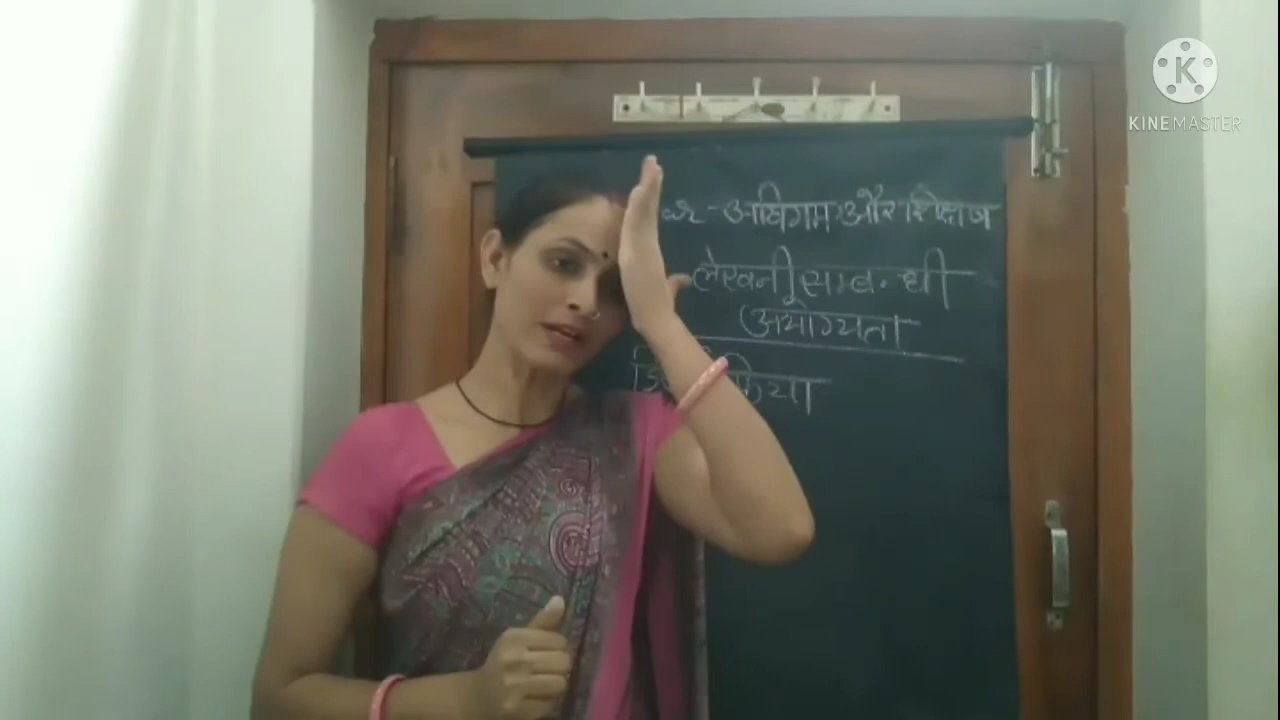 अधिगम और शिक्षण
लेखनी सम्बन्धी
अयोग्यता
क्रिया
KINEMASTER